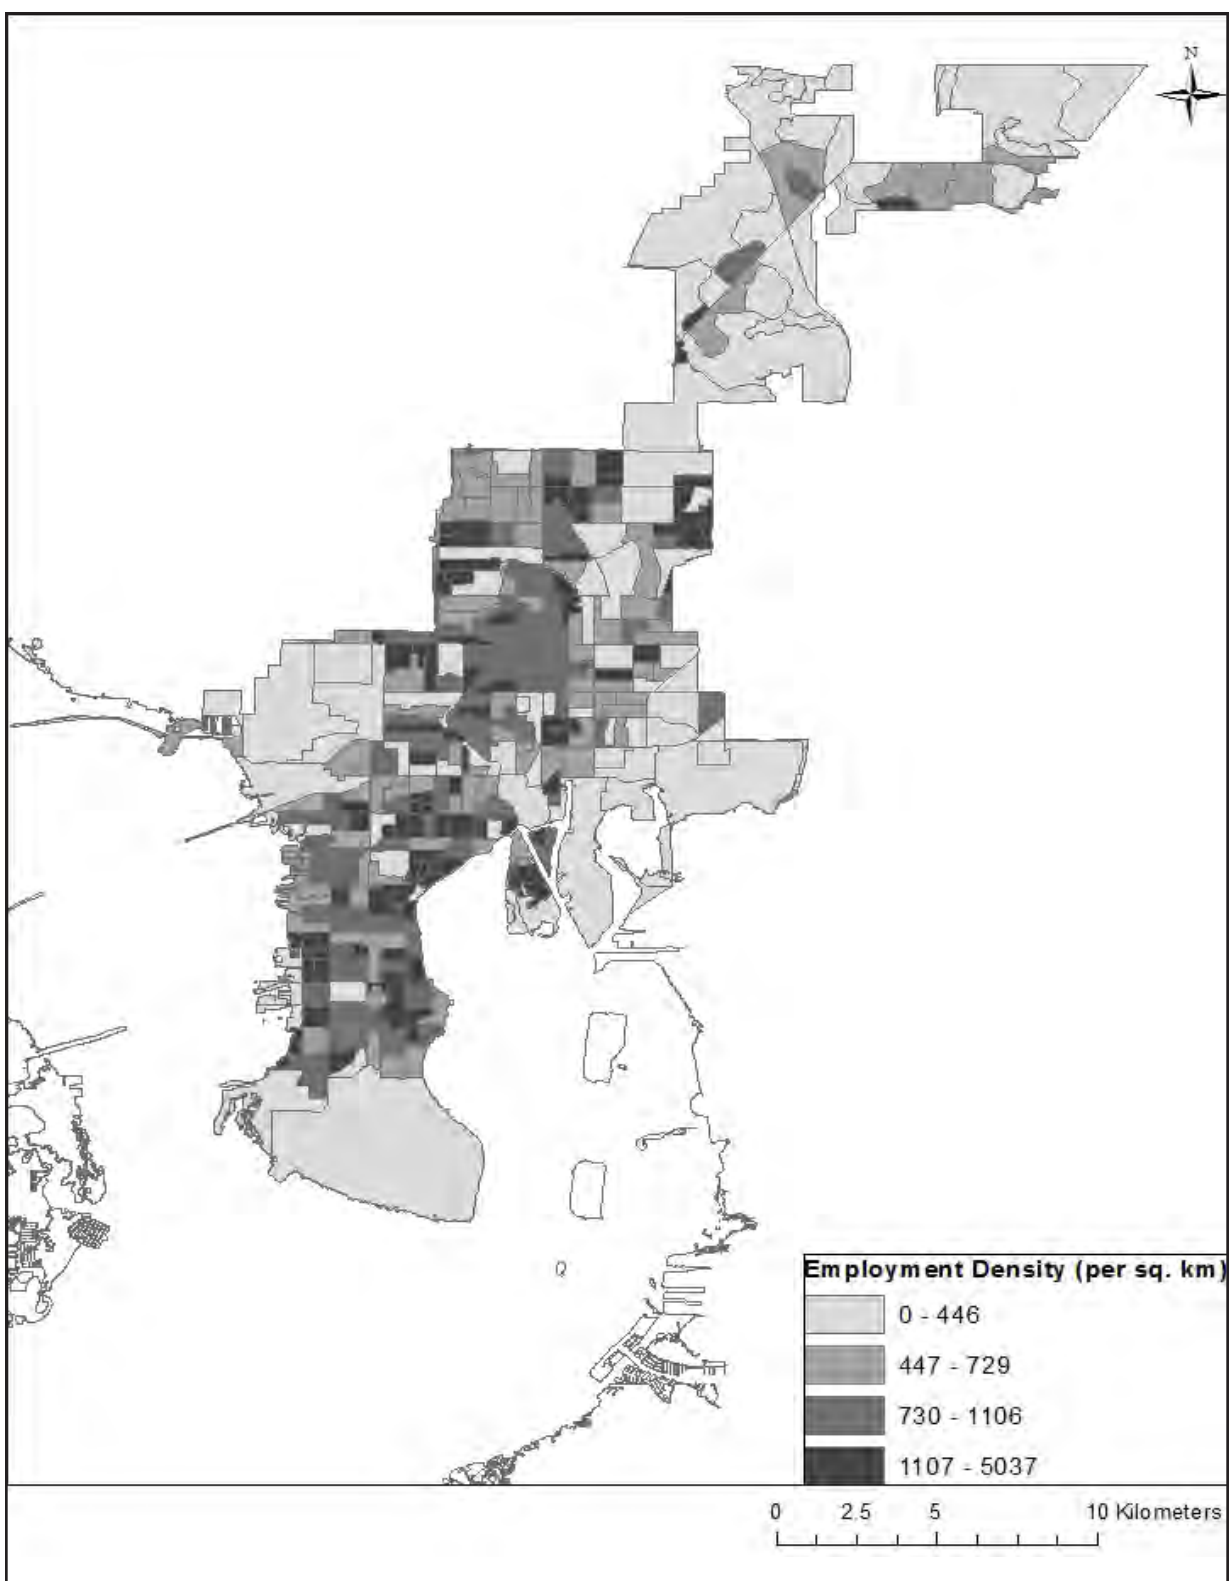 N
Employment Density (per sq. km)
0 - 446
447 - 729
730 - 1106
1107 - 5037
0 2.5 5 10 Kilometers